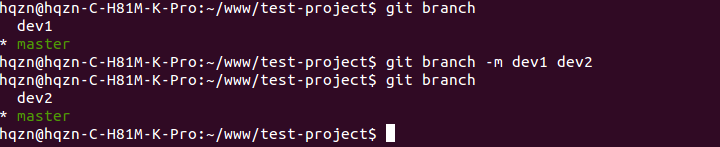 hqzn@hqzn-C-H81M-K-Pro:~/www/test-project$ git branch
  dev1
* master
hqzn@hqzn-C-H81M-K-Pro:~/www/test-project$ git branch -m dev1 dev2
hqzn@hqzn-C-H81M-K-Pro:~/www/test-project$ git branch
  dev2
* master
hqzn@hqzn-C-H81M-K-Pro:~/www/test-project$